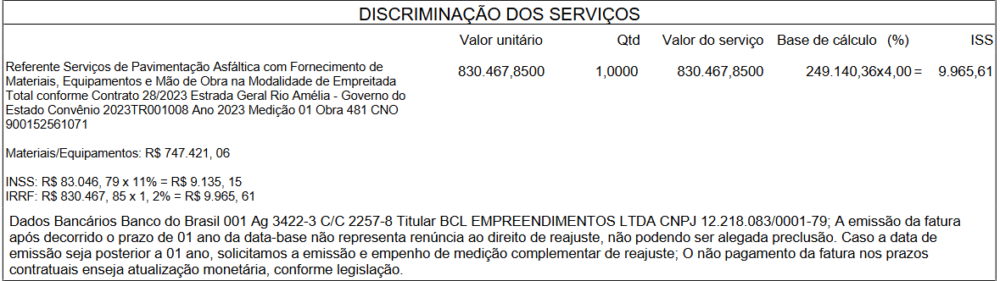 DISCRIMINAÇÃO DOS SERVIÇOS
Valor unitário Qtd Valor do serviço Base de cálculo (%) ISS
Referente Serviços de Pavimentação Asfáltica com Fornecimento de 830.467,8500 1,0000 830.467,8500 249.140,36x4,00 = 9.965,61
Materiais, Equipamentos e Mão de Obra na Modalidade de Empreitada
Total conforme Contrato 28/2023 Estrada Geral Rio Amélia - Governo do
Estado Convênio 2023TR001008 Ano 2023 Medição 01 Obra 481 CNO
900152561071
Materiais/Equipamentos: R$ 747.421, 06
INSS: R$ 83.046, 79 x 11% = R$ 9.135, 15
IRRF: R$ 830.467, 85 x 1, 2% = R$ 9.965, 61
Dados Bancários Banco do Brasil 001 Ag 3422-3 C/C 2257-8 Titular BCL EMPREENDIMENTOS LTDA CNPJ 12.218.083/0001-79; A emissão da fatura
após decorrido o prazo de 01 ano da data-base não representa renúncia ao direito de reajuste, não podendo ser alegada preclusão. Caso a data de
emissão seja posterior a 01 ano, solicitamos a emissão e empenho de medição complementar de reajuste; O não pagamento da fatura nos prazos
contratuais enseja atualização monetária, conforme legislação.